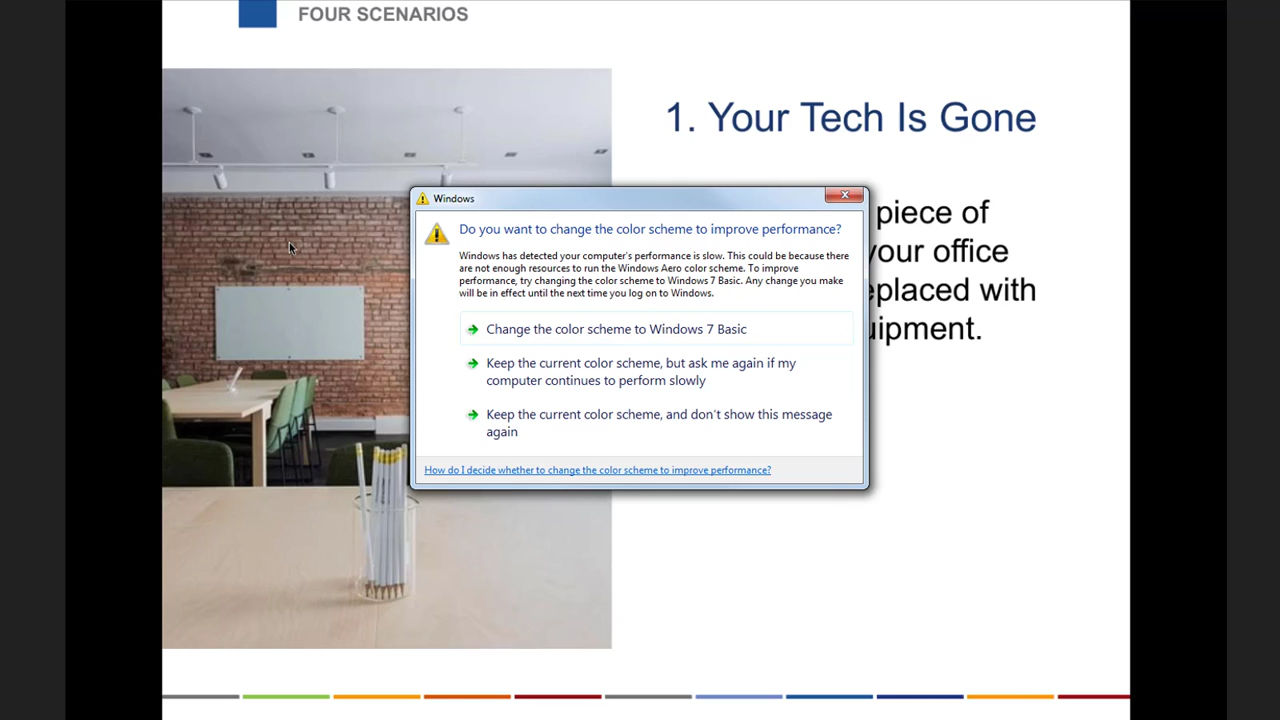 FOUR SCENARIOS
1. Your Tech Is Gone
piece of
your office
eplaced with
uipment.
Windows
Do you want to change the color scheme to improve performance?
Windows has detected your computer's performance is slow. This could be because there
are not enough resources to run the Windows Aero color scheme. To improve
performance, try changing the color scheme to Windows 7 Basic. Any change you make
will be in effect until the next time you log on to Windows.
Change the color scheme to Windows 7 Basic
Keep the current color scheme, but ask me again if my
computer continues to perform slowly
Keep the current color scheme, and don't show this message
again
How do I decide whether to change the color scheme to improve performance?